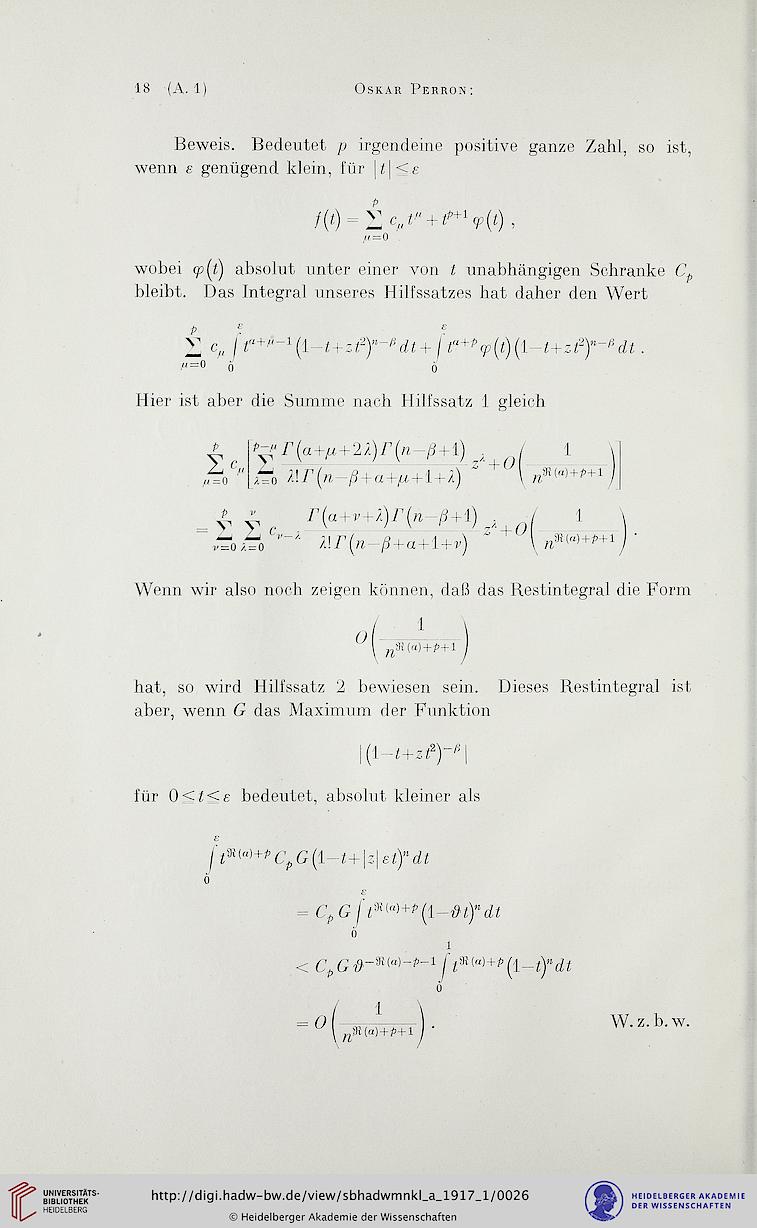 18 (A. 1) OSKAR PERRON:
Beweis. Bedeutet p irgendeine positive ganze Zahl, so ist,
wenn ε genügend klein, für |t|≤ε
f(t) = ∑_{μ=0}^{p} c_μ t^μ + t^{p+1} φ(t) ,
wobei φ(t) absolut unter einer von t unabhängigen Schranke C_p
bleibt. Das Integral unseres Hilfssatzes hat daher den Wert
∑_{μ=0}^{p} c_μ ∫_0^ε t^{α+μ−1} (1−t+zt²)^{n−β} dt + ∫_0^ε t^{α+p} φ(t) (1−t+zt²)^{n−β} dt .
Hier ist aber die Summe nach Hilfssatz 1 gleich
∑_{μ=0}^{p} c_μ [ ∑_{λ=0}^{p−μ} Γ(α+μ+2λ)Γ(n−β+1) / λ!Γ(n−β+α+μ+1+λ) z^λ + O( 1 / n^{ℜ(α)+p+1} ) ]
= ∑_{ν=0}^{p} ∑_{λ=0}^{ν} c_{ν−λ} Γ(α+ν+λ)Γ(n−β+1) / λ!Γ(n−β+α+1+ν) z^λ + O( 1 / n^{ℜ(α)+p+1} ) .
Wenn wir also noch zeigen können, daß das Restintegral die Form
O( 1 / n^{ℜ(α)+p+1} )
hat, so wird Hilfssatz 2 bewiesen sein. Dieses Restintegral ist
aber, wenn G das Maximum der Funktion
|(1−t+zt²)^{−β}|
für 0≤t≤ε bedeutet, absolut kleiner als
∫_0^ε t^{ℜ(α)+p} C_p G (1−t+|z|εt)^n dt
= C_p G ∫_0^ε t^{ℜ(α)+p} (1−ϑt)^n dt
< C_p G ϑ^{−ℜ(α)−p−1} ∫_0^1 t^{ℜ(α)+p} (1−t)^n dt
= O( 1 / n^{ℜ(α)+p+1} ) . W. z. b. w.
UNIVERSITÄTS-
BIBLIOTHEK
HEIDELBERG
http://digi.hadw-bw.de/view/sbhadwmnkl_a_1917_1/0026
© Heidelberger Akademie der Wissenschaften
HEIDELBERGER AKADEMIE
DER WISSENSCHAFTEN